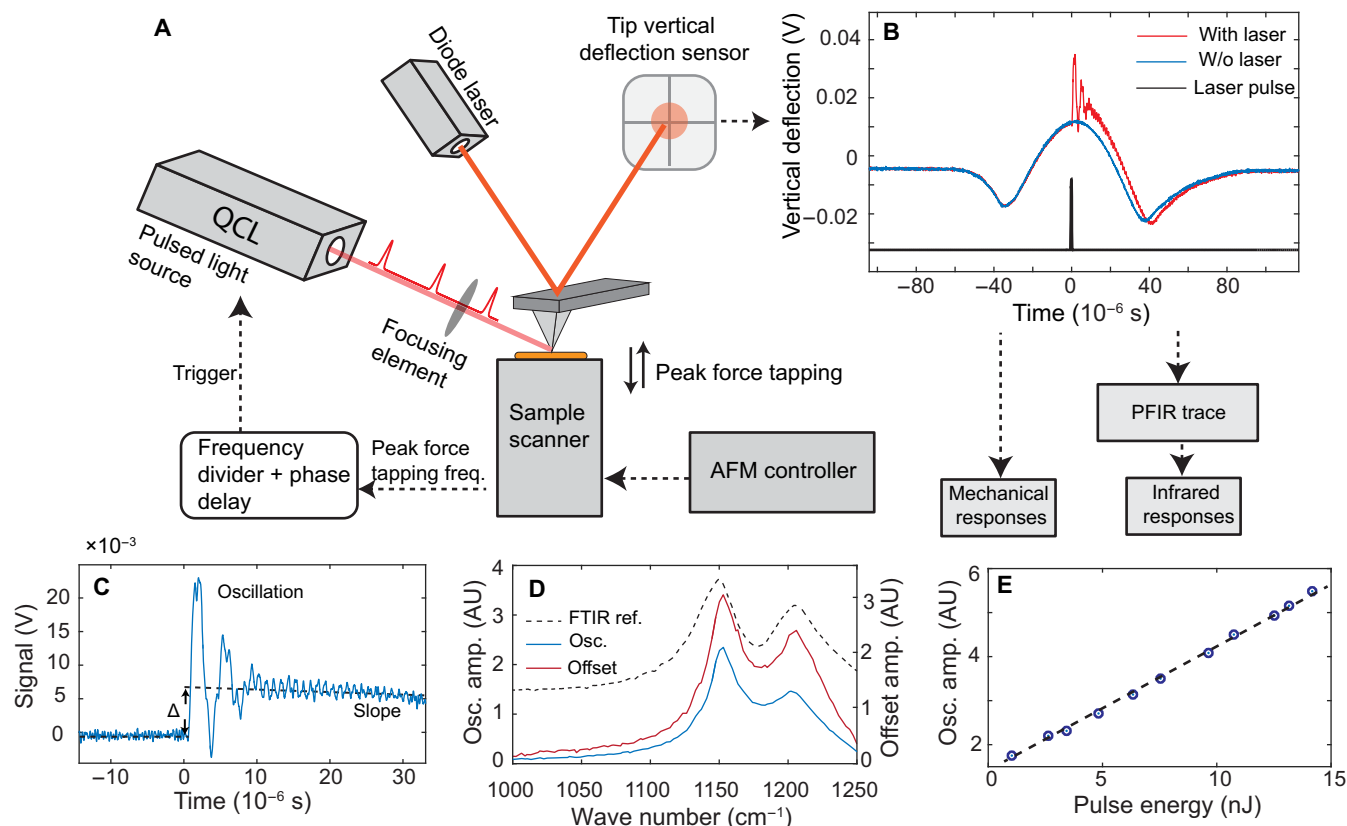 A
Diode laser
Tip vertical
deflection sensor
QCL
Pulsed light
source
Focusing
element
Trigger
Peak force tapping
Sample
scanner
Frequency
divider + phase
delay
Peak force
tapping freq.
AFM controller
B
Vertical deflection (V)
0.04
0.02
0
−0.02
With laser
W/o laser
Laser pulse
−80
−40
0
40
80
Time (10⁻⁶ s)
PFIR trace
Mechanical
responses
Infrared
responses
×10⁻³
C
Signal (V)
20
15
10
5
0
Oscillation
Δ
Slope
−10
0
10
20
30
Time (10⁻⁶ s)
D
Osc. amp. (AU)
4
3
2
1
0
FTIR ref.
Osc.
Offset
Offset amp. (AU)
3
2
1
0
1000
1050
1100
1150
1200
1250
Wave number (cm⁻¹)
E
Osc. amp. (AU)
6
4
2
0
5
10
15
Pulse energy (nJ)